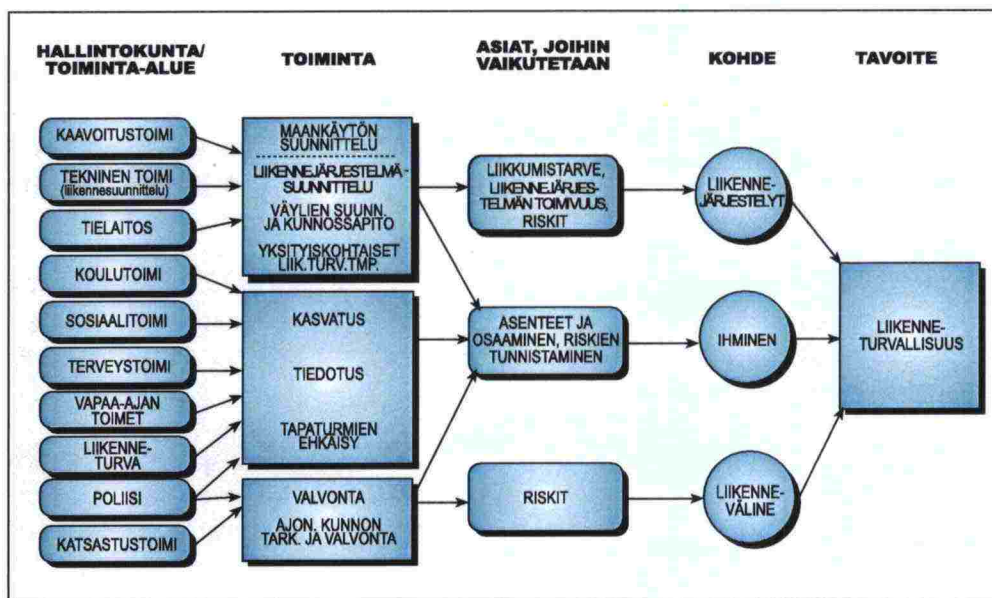 HALLINTOKUNTA/
TOIMINTA-ALUE
TOIMINTA
ASIAT, JOIHIN
VAIKUTETAAN
KOHDE
TAVOITE
KAAVOITUSTOIMI
TEKNINEN TOIMI
(liikennesuunnittelu)
TIELAITOS
KOULUTOIMI
SOSIAALITOIMI
TERVEYSTOIMI
VAPAA-AJAN
TOIMET
LIIKENNE-
TURVA
POLIISI
KATSASTUSTOIMI
MAANKÄYTÖN
SUUNNITTELU
LIIKENNEJÄRJESTELMÄ-
SUUNNITTELU
VÄYLIEN SUUNN.
JA KUNNOSSAPITO
YKSITYISKOHTAISET
LIIK.TURV.TMP.
KASVATUS
TIEDOTUS
TAPATURMIEN
EHKÄISY
VALVONTA
AJON. KUNNON
TARK. JA VALVONTA
LIIKKUMISTARVE,
LIIKENNEJÄRJES-
TELMÄN TOIMIVUUS,
RISKIT
ASENTEET JA
OSAAMINEN, RISKIEN
TUNNISTAMINEN
RISKIT
LIIKENNE-
JÄRJESTELYT
IHMINEN
LIIKENNE-
VÄLINE
LIIKENNE-
TURVALLISUUS